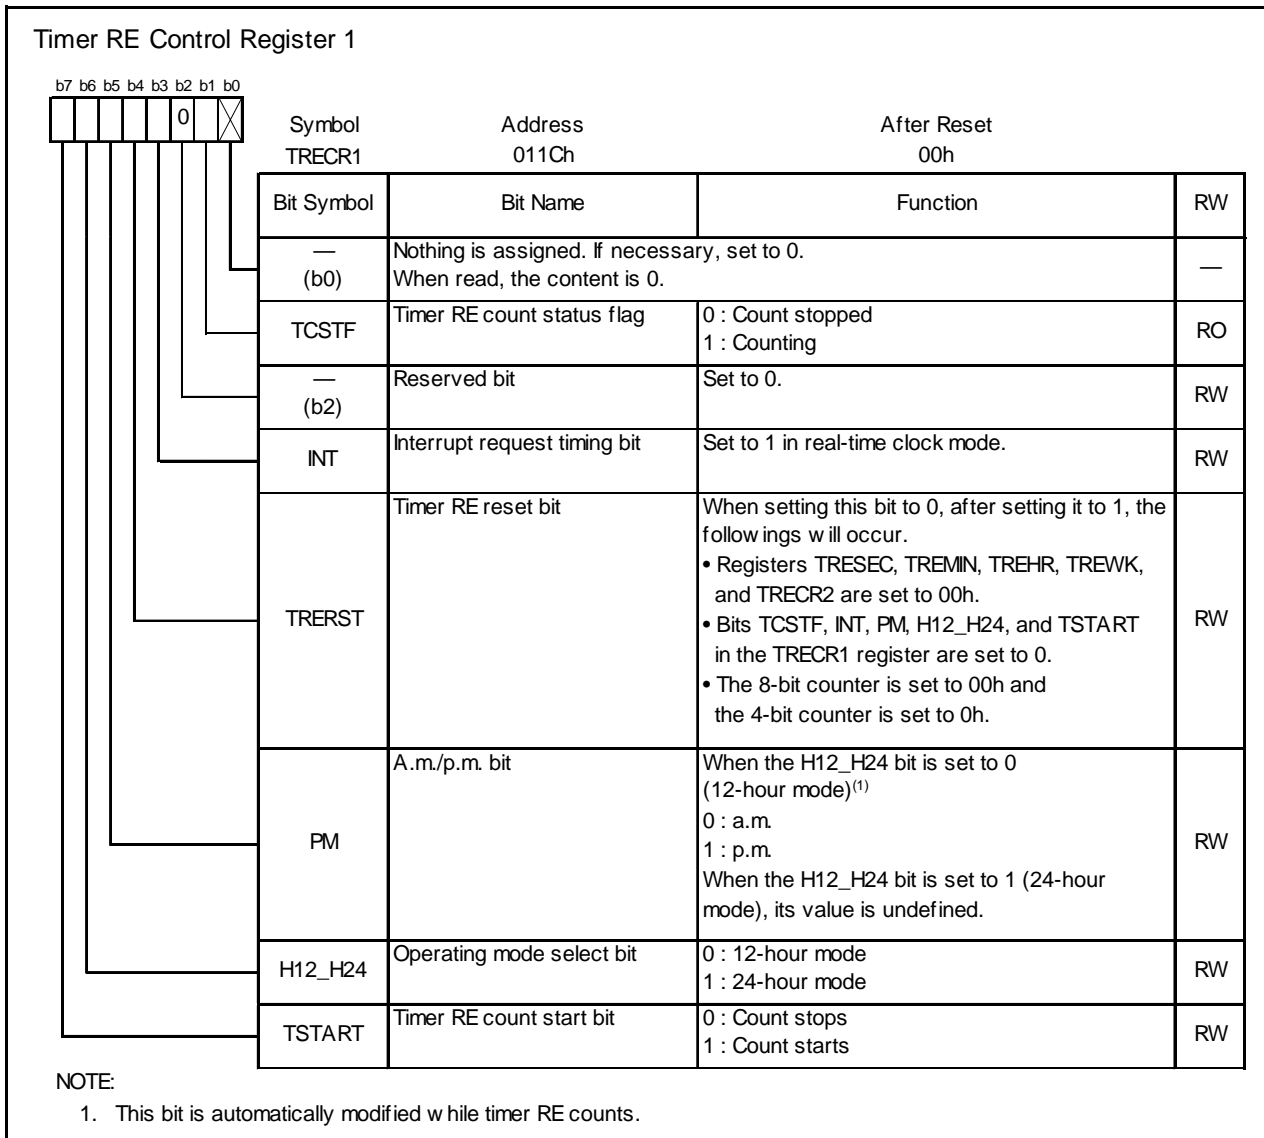 Timer RE Control Register 1
b7 b6 b5 b4 b3 b2 b1 b0
0
Symbol Address After Reset
TRECR1 011Ch 00h
Bit Symbol Bit Name Function RW
— Nothing is assigned. If necessary, set to 0.
(b0) When read, the content is 0. —
TCSTF Timer RE count status flag 0 : Count stopped
1 : Counting RO
— Reserved bit Set to 0.
(b2) RW
INT Interrupt request timing bit Set to 1 in real-time clock mode. RW
TRERST Timer RE reset bit When setting this bit to 0, after setting it to 1, the
followings will occur.
• Registers TRESEC, TREMIN, TREHR, TREWK,
and TRECR2 are set to 00h.
• Bits TCSTF, INT, PM, H12_H24, and TSTART
in the TRECR1 register are set to 0.
• The 8-bit counter is set to 00h and
the 4-bit counter is set to 0h.
RW
PM A.m./p.m. bit When the H12_H24 bit is set to 0
(12-hour mode)(1)
0 : a.m.
1 : p.m.
When the H12_H24 bit is set to 1 (24-hour
mode), its value is undefined.
RW
H12_H24 Operating mode select bit 0 : 12-hour mode
1 : 24-hour mode RW
TSTART Timer RE count start bit 0 : Count stops
1 : Count starts RW
NOTE:
1. This bit is automatically modified while timer RE counts.